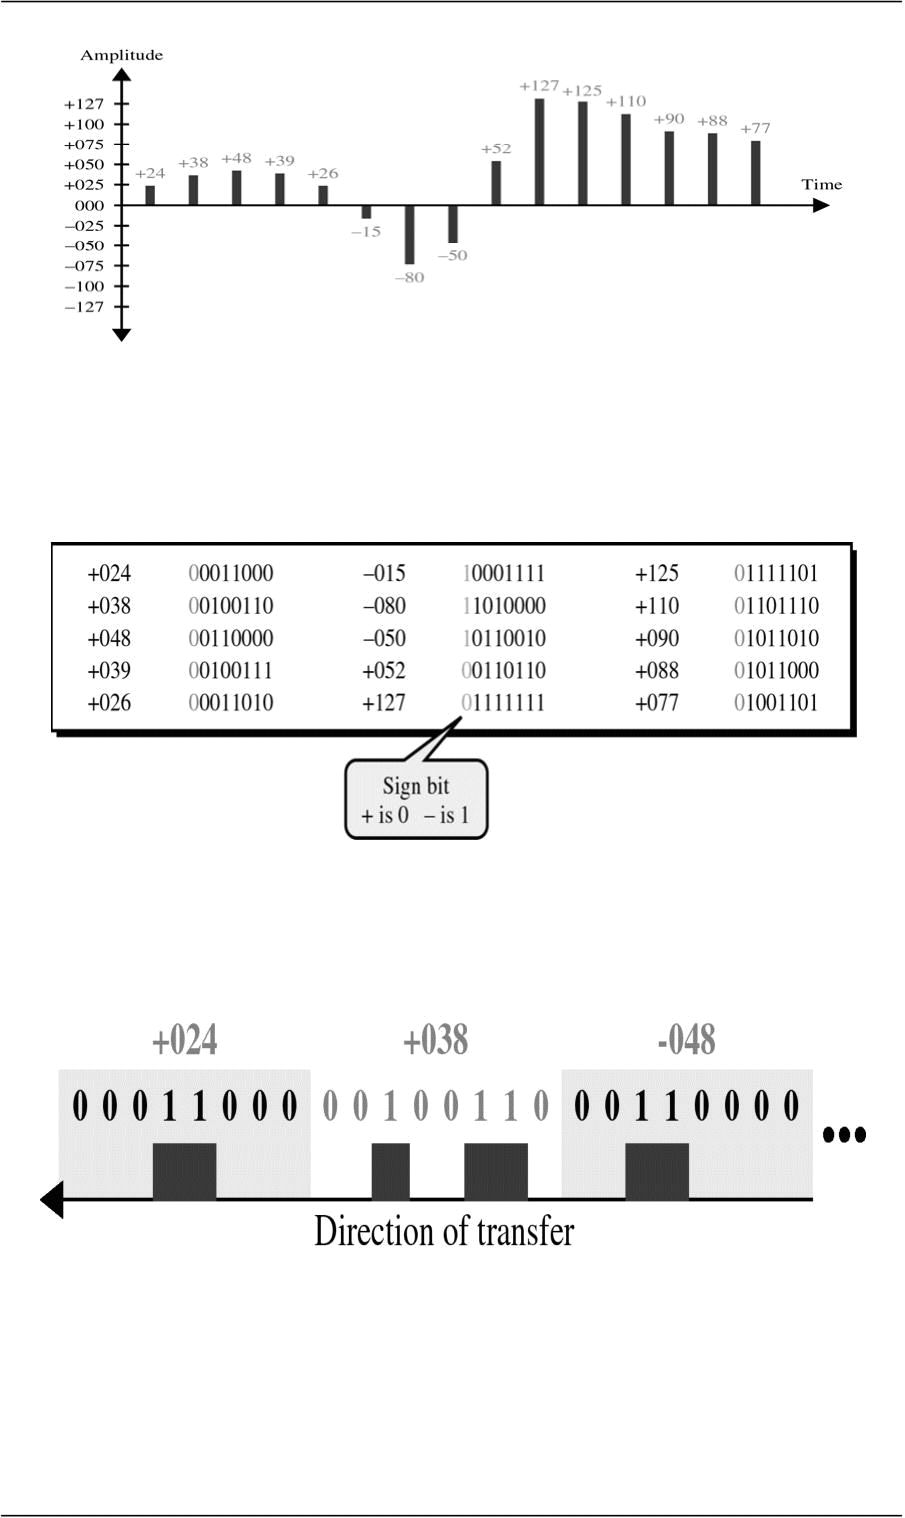 Amplitude
+127
+100
+075
+050
+025
000
–025
–050
–075
–100
–127
+24 +38 +48 +39 +26 –15 –80 –50 +52 +127 +125 +110 +90 +88 +77
Time
+024 00011000 –015 10001111 +125 01111101
+038 00100110 –080 11010000 +110 01101110
+048 00110000 –050 10110010 +090 01011010
+039 00100111 +052 00110110 +088 01011000
+026 00011010 +127 01111111 +077 01001101
Sign bit
+ is 0 – is 1
+024 +038 -048
0 0 0 1 1 0 0 0 0 0 1 0 0 1 1 0 0 0 1 1 0 0 0 0
Direction of transfer